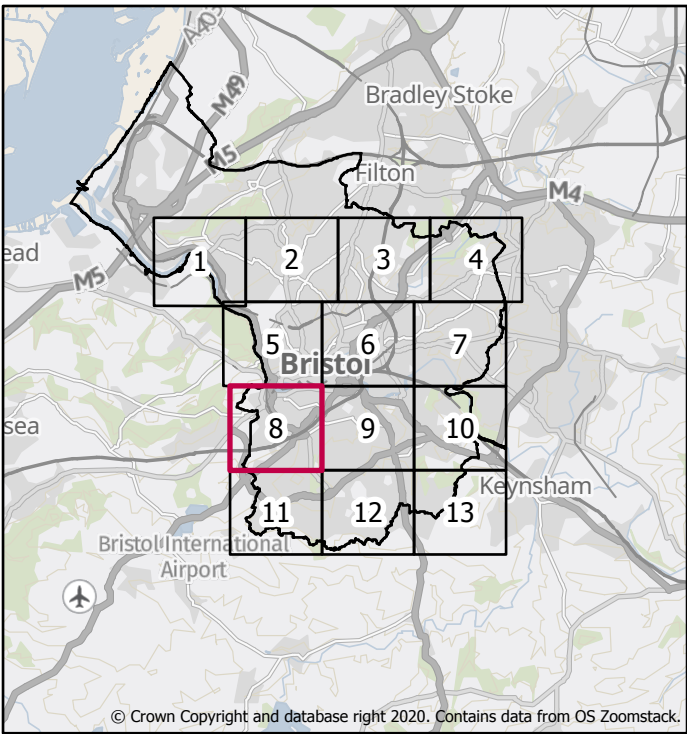 A403
M49
Bradley Stoke
M5
Filton
M4
ead
1
2
3
4
M5
5
6
7
Bristol
sea
8
9
10
Keynsham
11
12
13
Bristol International
Airport
© Crown Copyright and database right 2020. Contains data from OS Zoomstack.